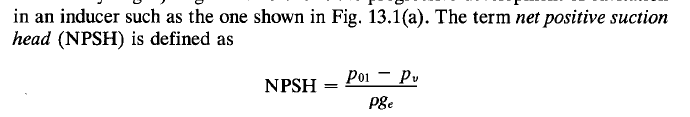 in an inducer such as the one shown in Fig. 13.1(a). The term net positive suction
head (NPSH) is defined as
NPSH = p01 − pv / ρge